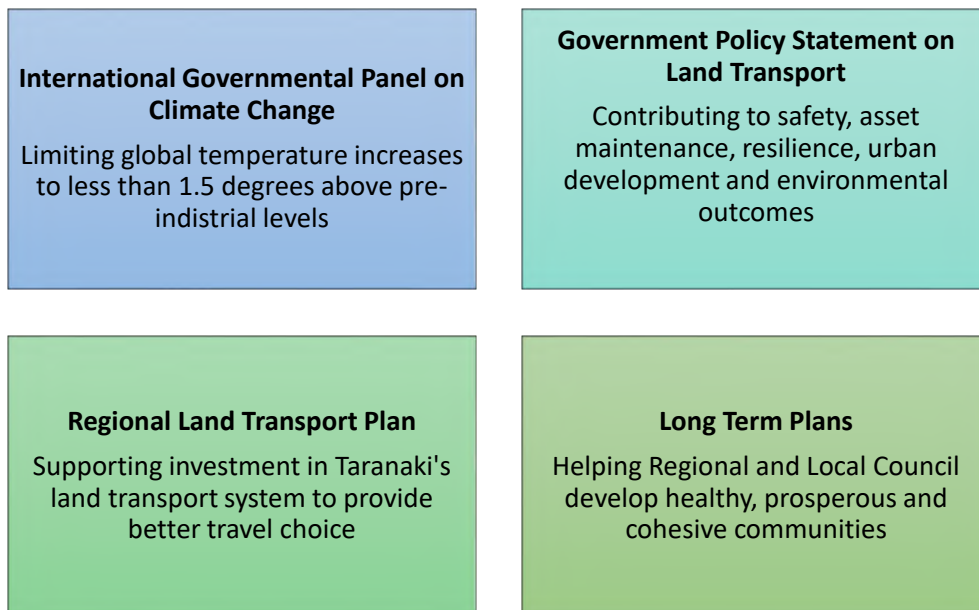 International Governmental Panel on
Climate Change
Limiting global temperature increases
to less than 1.5 degrees above pre-
indistrial levels
Government Policy Statement on
Land Transport
Contributing to safety, asset
maintenance, resilience, urban
development and environmental
outcomes
Regional Land Transport Plan
Supporting investment in Taranaki's
land transport system to provide
better travel choice
Long Term Plans
Helping Regional and Local Council
develop healthy, prosperous and
cohesive communities